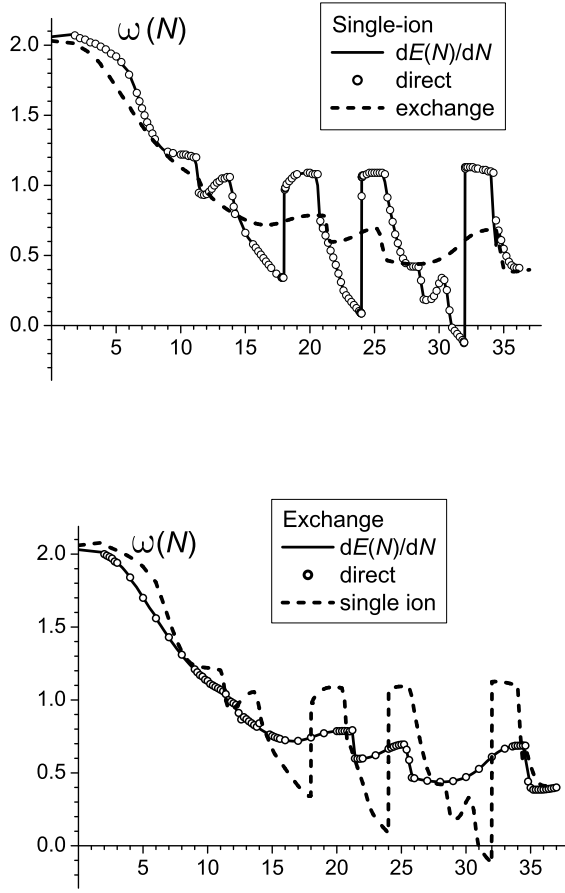 ω(N)
Single-ion
dE(N)/dN
direct
exchange
2.0
1.5
1.0
0.5
0.0
5 10 15 20 25 30 35
ω(N)
Exchange
dE(N)/dN
direct
single ion
2.0
1.5
1.0
0.5
0.0
5 10 15 20 25 30 35